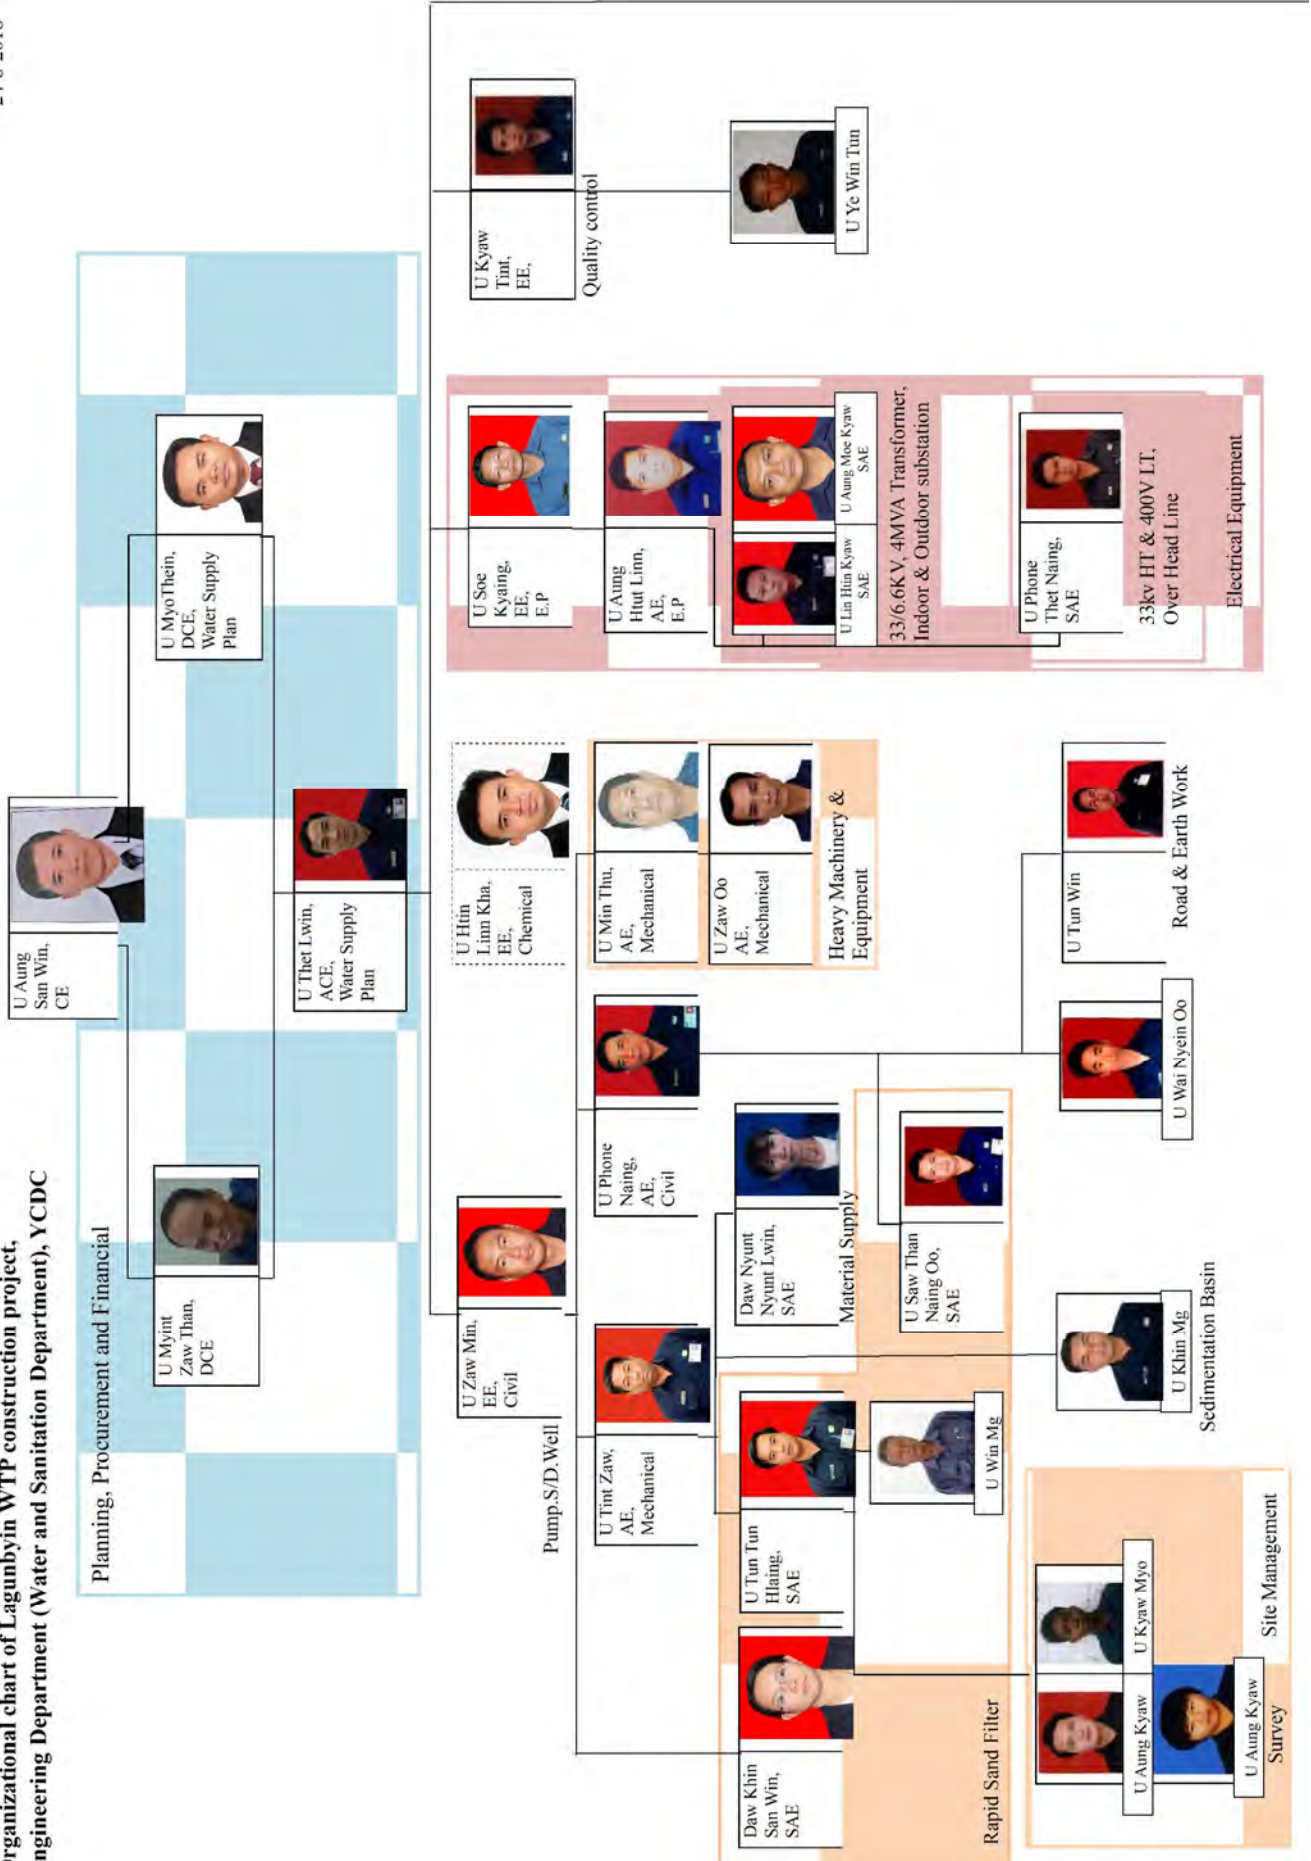 Organizational chart of Lagunbyin WTP construction project,
Engineering Department (Water and Sanitation Department), YCDC
U Aung
San Win,
CE
Planning, Procurement and Financial
U Myint
Zaw Than,
DCE
U MyoThein,
DCE,
Water Supply
Plan
U Thet Lwin,
ACE,
Water Supply
Plan
U Zaw Min,
EE,
Civil
Pump.S/D.Well
U Htin
Linn Kha,
EE,
Chemical
U Soe
Kyaing,
EE,
E.P
U Kyaw
Tint,
EE,
Quality control
U Tint Zaw,
AE,
Mechanical
U Phone
Naing,
AE,
Civil
U Min Thu,
AE,
Mechanical
U Zaw Oo
AE,
Mechanical
Heavy Machinery &
Equipment
U Aung
Htut Linn,
AE,
E.P
U Lin Htin Kyaw
SAE
U Aung Moe Kyaw
SAE
33/6.6KV, 4MVA Transformer,
Indoor & Outdoor substation
U Ye Win Tun
Daw Khin
San Win,
SAE
U Tun Tun
Hlaing,
SAE
U Win Mg
Rapid Sand Filter
Daw Nyunt
Nyunt Lwin,
SAE
Material Supply
U Saw Than
Naing Oo,
SAE
U Phone
Thet Naing,
SAE
33kv HT & 400V LT,
Over Head Line
Electrical Equipment
U Aung Kyaw
U Kyaw Myo
U Aung Kyaw
Survey
Site Management
U Khin Mg
Sedimentation Basin
U Wai Nyein Oo
U Tun Win
Road & Earth Work